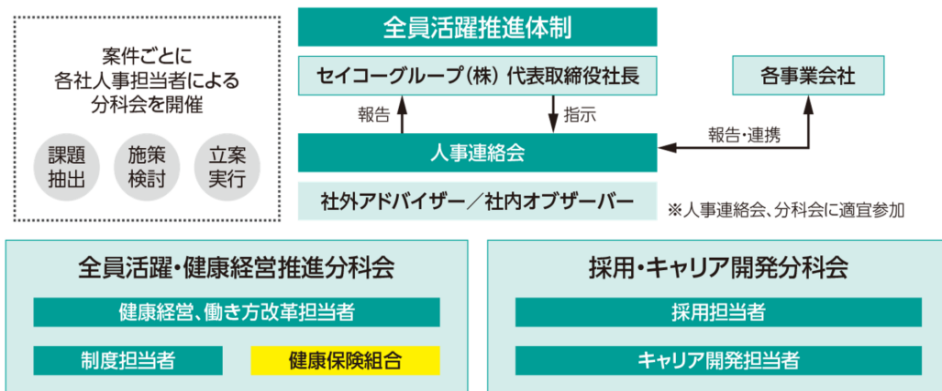 全員活躍推進体制
案件ごとに
各社人事担当者による
分科会を開催
課題
抽出
施策
検討
立案
実行
セイコーグループ(株) 代表取締役社長
各事業会社
報告
指示
報告・連携
人事連絡会
社外アドバイザー/社内オブザーバー
※人事連絡会、分科会に適宜参加
全員活躍・健康経営推進分科会
健康経営、働き方改革担当者
制度担当者
健康保険組合
採用・キャリア開発分科会
採用担当者
キャリア開発担当者